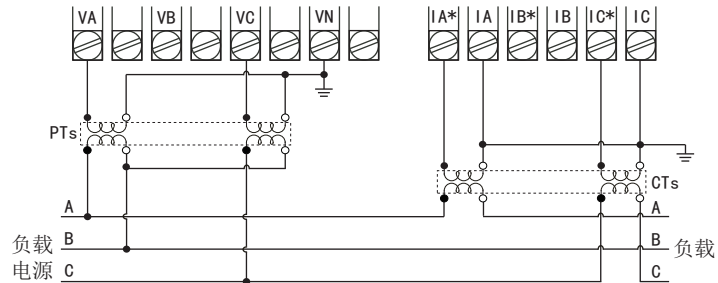 VA VB VC VN IA* IA IB* IB IC* IC
PTs
CTs
A A
负载 B B 负载
电源 C C